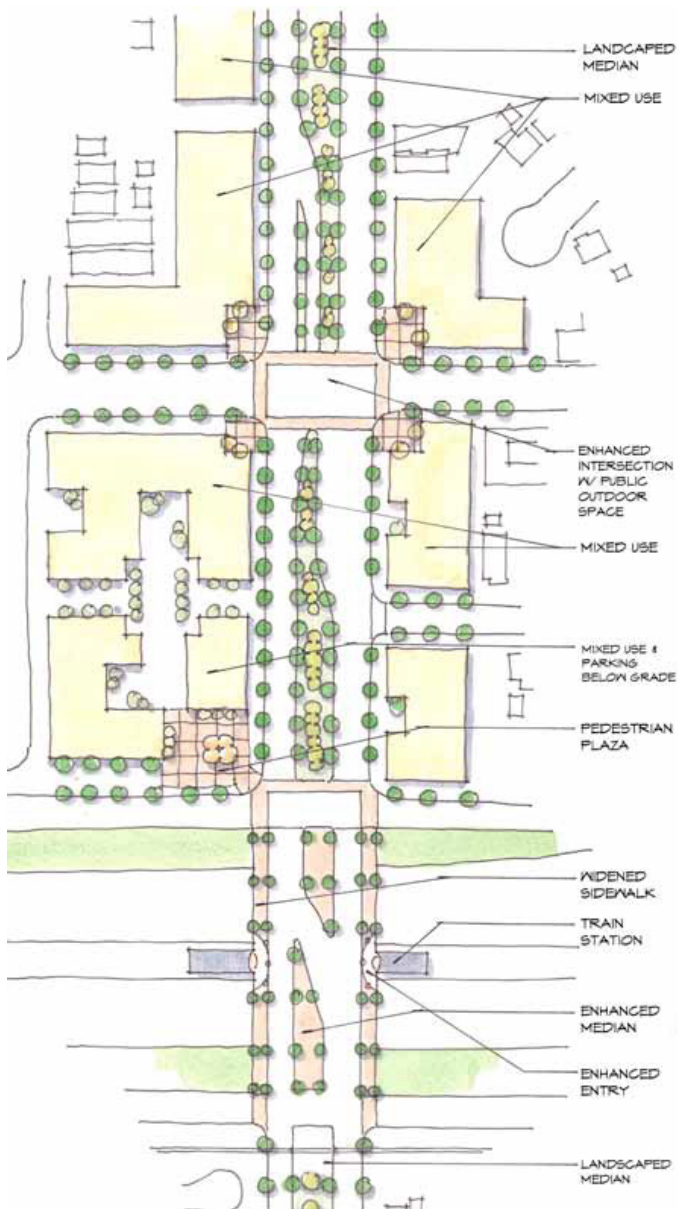 LANDCAPED
MEDIAN
MIXED USE
ENHANCED
INTERSECTION
W/ PUBLIC
OUTDOOR
SPACE
MIXED USE
MIXED USE &
PARKING
BELOW GRADE
PEDESTRIAN
PLAZA
WIDENED
SIDEWALK
TRAIN
STATION
ENHANCED
MEDIAN
ENHANCED
ENTRY
LANDSCAPED
MEDIAN